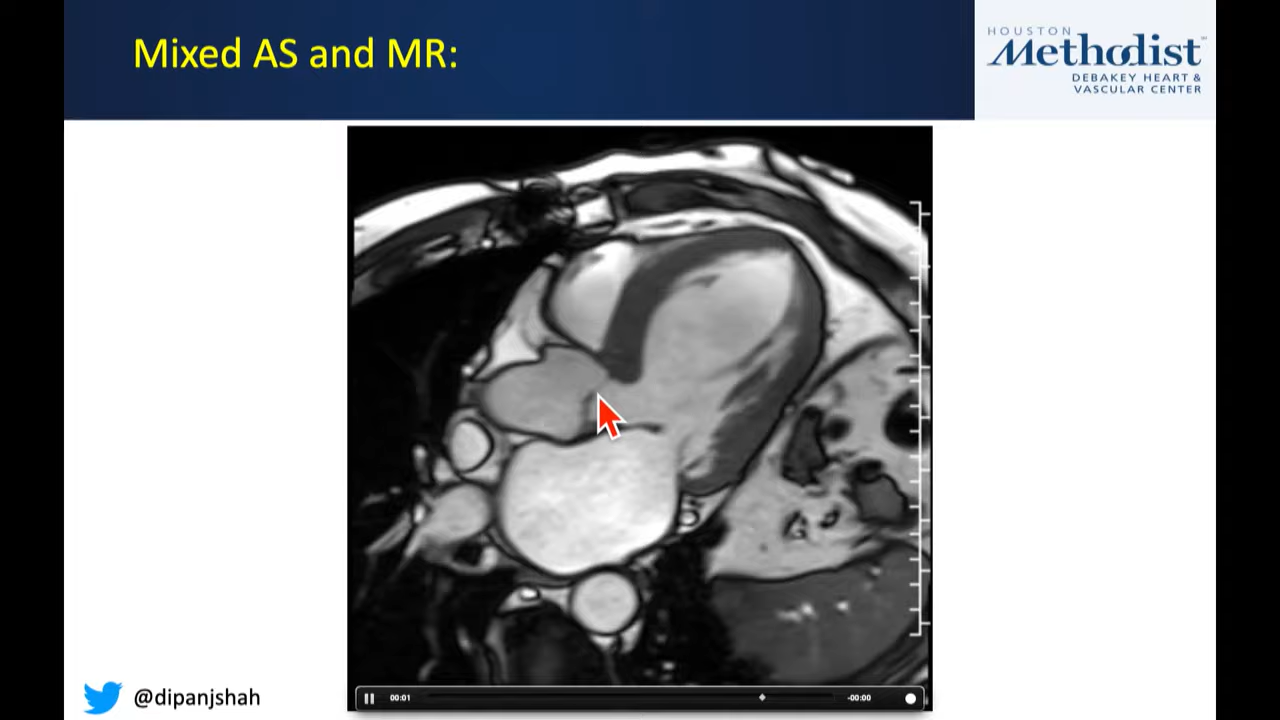 Mixed AS and MR:
HOUSTON
Methodist
DEBAKEY HEART &
VASCULAR CENTER
00:01
-00:00
@dipanjshah